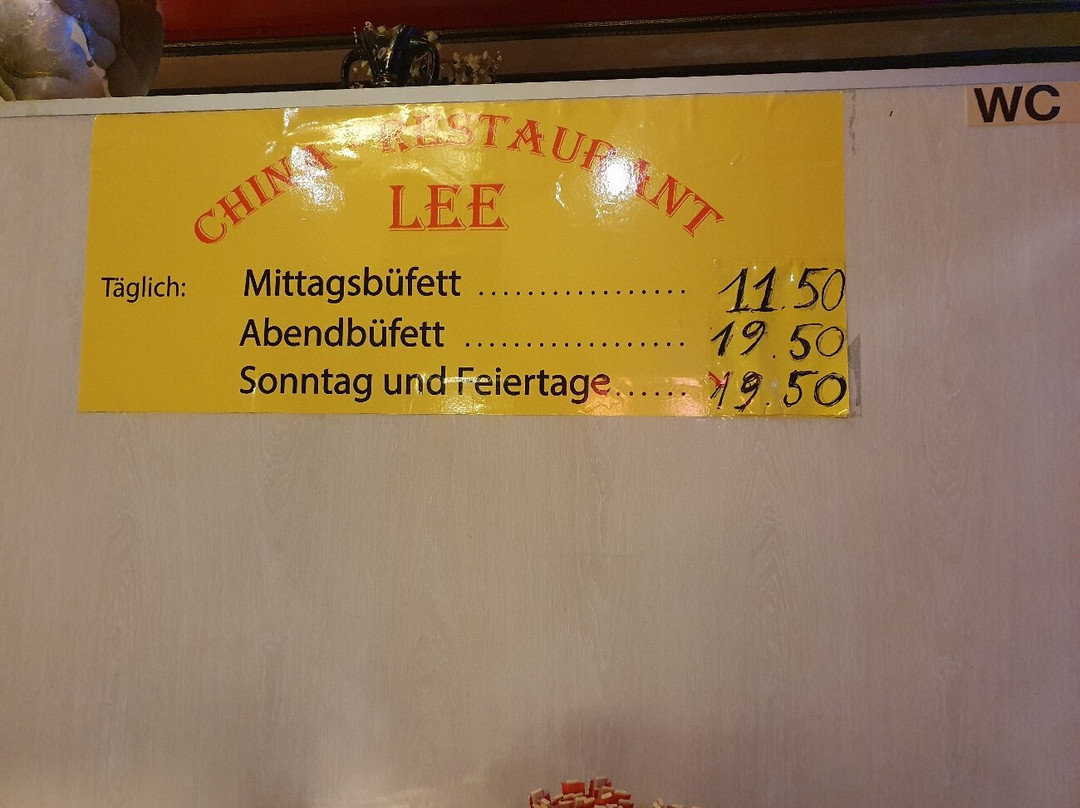 CHINA - RESTAURANT
LEE
Täglich: Mittagsbüfett ................. 11.50
Abendbüfett .................. 19.50
Sonntag und Feiertage...... 19.50
WC